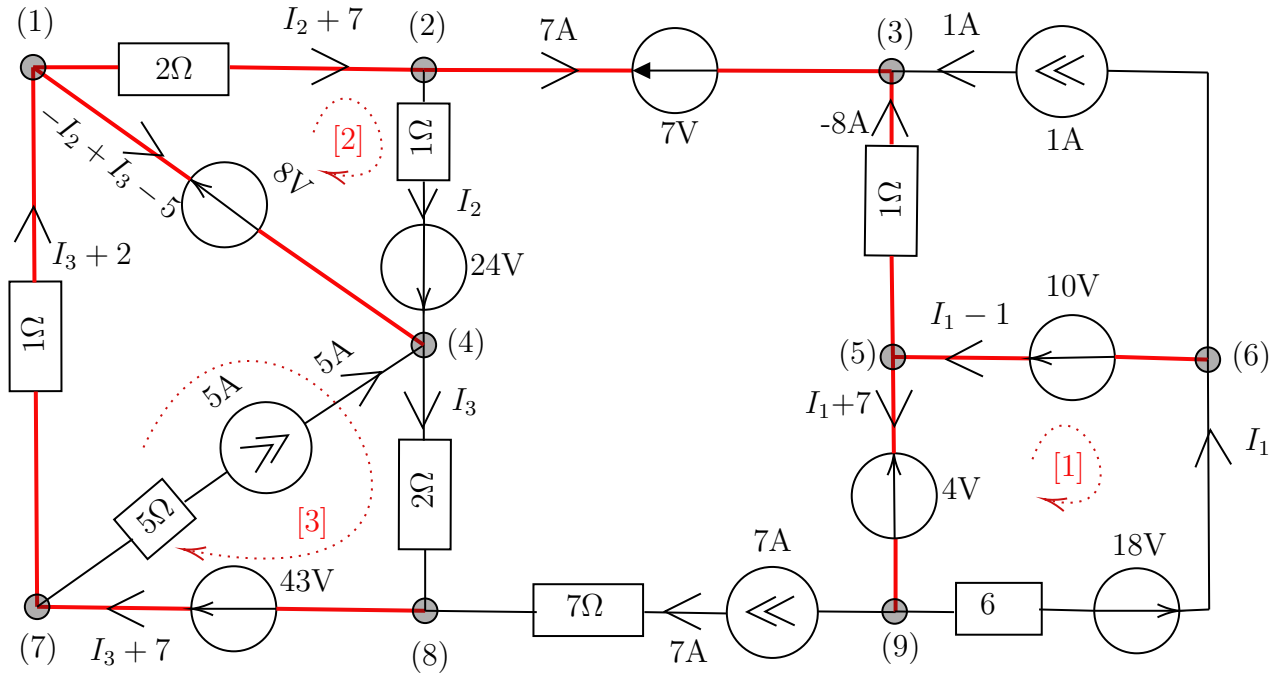 (1)
I₂ + 7
(2)
7A
(3)
1A
2Ω
7V
1A
-8A
[2]
1Ω
8V
−I₂ + I₃ − 5
I₂
1Ω
24V
I₃ + 2
10V
I₁ − 1
(4)
(5)
(6)
1Ω
5A
5A
I₃
I₁+7
I₁
[1]
2Ω
4V
5Ω
[3]
43V
7A
18V
7Ω
6
(7)
I₃ + 7
(8)
7A
(9)